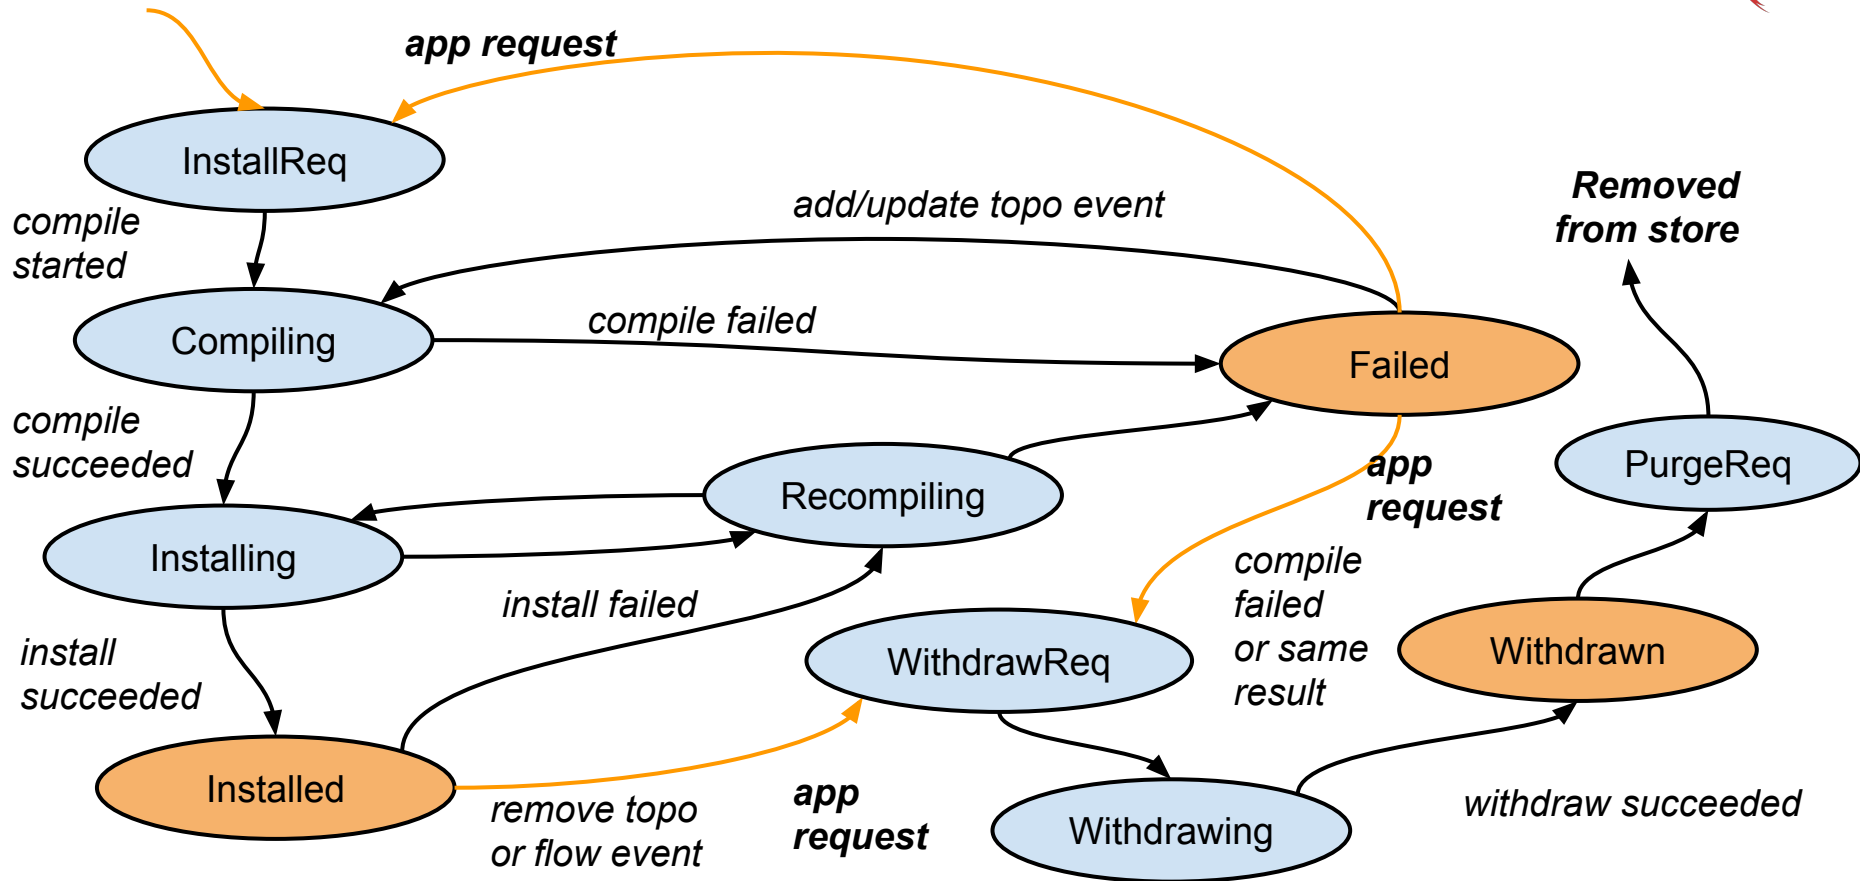 app request
InstallReq
compile
started
add/update topo event
Removed
from store
Compiling
compile failed
Failed
compile
succeeded
Recompiling
app
request
PurgeReq
Installing
install failed
compile
failed
or same
result
install
succeeded
WithdrawReq
Withdrawn
Installed
remove topo
or flow event
app
request
Withdrawing
withdraw succeeded